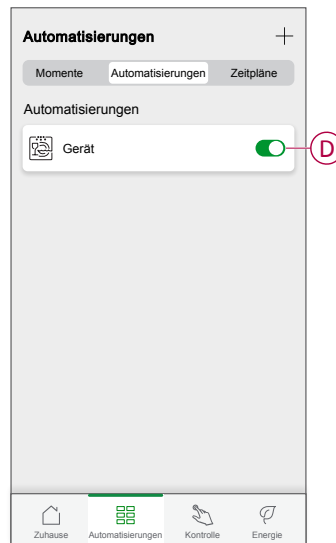 Automatisierungen
Momente Automatisierungen Zeitpläne
Automatisierungen
Gerät
D
Zuhause Automatisierungen Kontrolle Energie